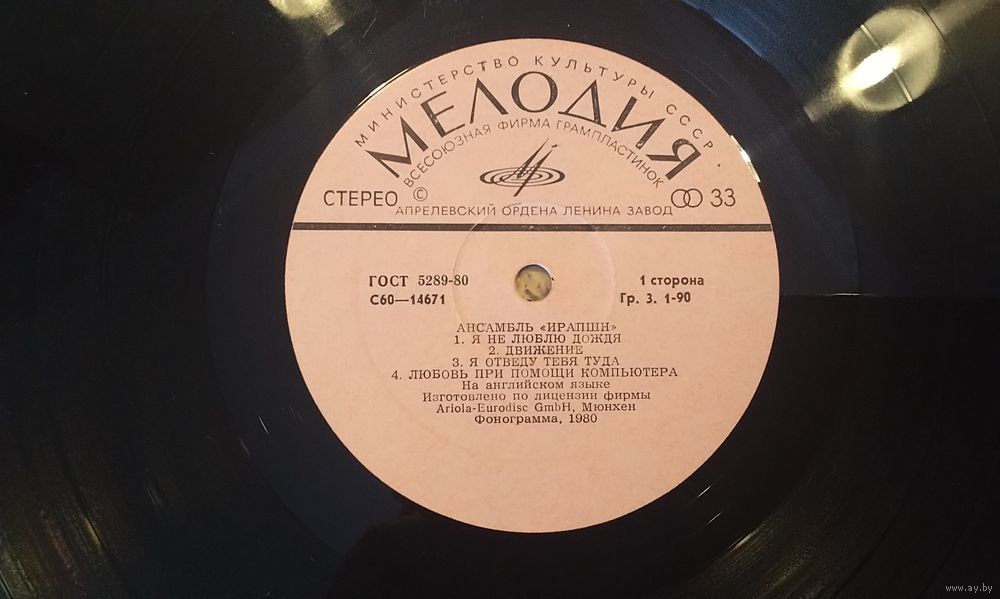 МИНИСТЕРСТВО КУЛЬТУРЫ СССР
МЕЛОДИЯ
ВСЕСОЮЗНАЯ ФИРМА ГРАМПЛАСТИНОК
СТЕРЕО © 33
АПРЕЛЕВСКИЙ ОРДЕНА ЛЕНИНА ЗАВОД
ГОСТ 5289-80 1 сторона
С60—14671 Гр. 3. 1-90
АНСАМБЛЬ «ИРАПШН»
1. Я НЕ ЛЮБЛЮ ДОЖДЯ
2. ДВИЖЕНИЕ
3. Я ОТВЕДУ ТЕБЯ ТУДА
4. ЛЮБОВЬ ПРИ ПОМОЩИ КОМПЬЮТЕРА
На английском языке
Изготовлено по лицензии фирмы
Ariola-Eurodisc GmbH, Мюнхен
Фонограмма, 1980
www.ay.by